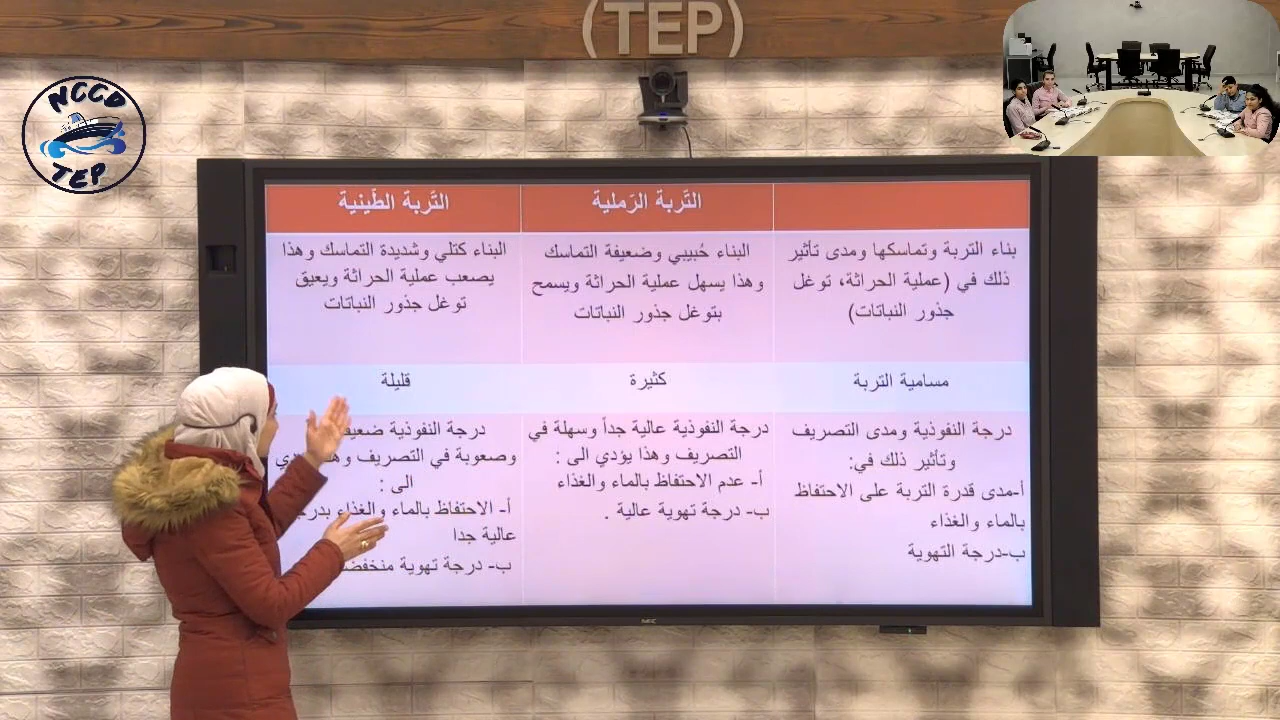 (TEP)
NCCD
TEP
التَّربة الرَملية
التَّربة الطَّينية
بناء التربة وتماسكها ومدى تأثير
ذلك في (عملية الحراثة، توغل
جذور النباتات)
البناء حُبيبي وضعيفة التماسك
وهذا يسهل عملية الحراثة ويسمح
بتوغل جذور النباتات
البناء كتلي وشديدة التماسك وهذا
يصعب عملية الحراثة ويعيق
توغل جذور النباتات
مسامية التربة
كثيرة
قليلة
درجة النفوذية ومدى التصريف
وتأثير ذلك في:
أ-مدى قدرة التربة على الاحتفاظ
بالماء والغذاء
ب-درجة التهوية
درجة النفوذية عالية جداً وسهلة في
التصريف وهذا يؤدي الى :
أ- عدم الاحتفاظ بالماء والغذاء
ب- درجة تهوية عالية .
درجة النفوذية
وصعوبة في التصريف
الى :
أ- الاحتفاظ بالماء والغذاء
عالية جدا
ب- درجة تهوية
NEC